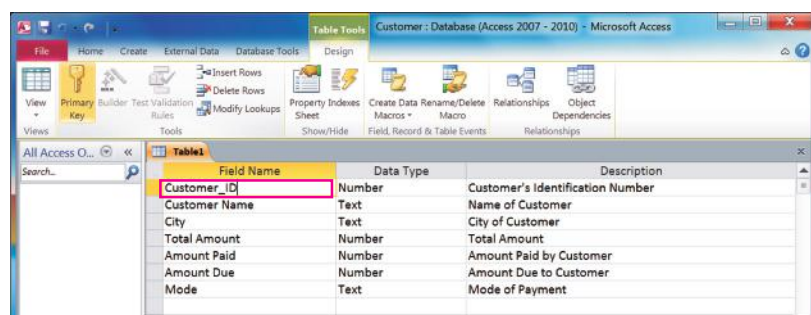 Table Tools Customer : Database (Access 2007 - 2010) - Microsoft Access
File Home Create External Data Database Tools Design
View Primary Key Builder Test Validation Rules Insert Rows Delete Rows Modify Lookups Property Sheet Indexes Create Data Macros Rename/Delete Macro Relationships Object Dependencies
Views Tools Show/Hide Field, Record & Table Events Relationships
All Access O... « Table1
Search... Field Name Data Type Description
Customer_ID Number Customer's Identification Number
Customer Name Text Name of Customer
City Text City of Customer
Total Amount Number Total Amount
Amount Paid Number Amount Paid by Customer
Amount Due Number Amount Due to Customer
Mode Text Mode of Payment